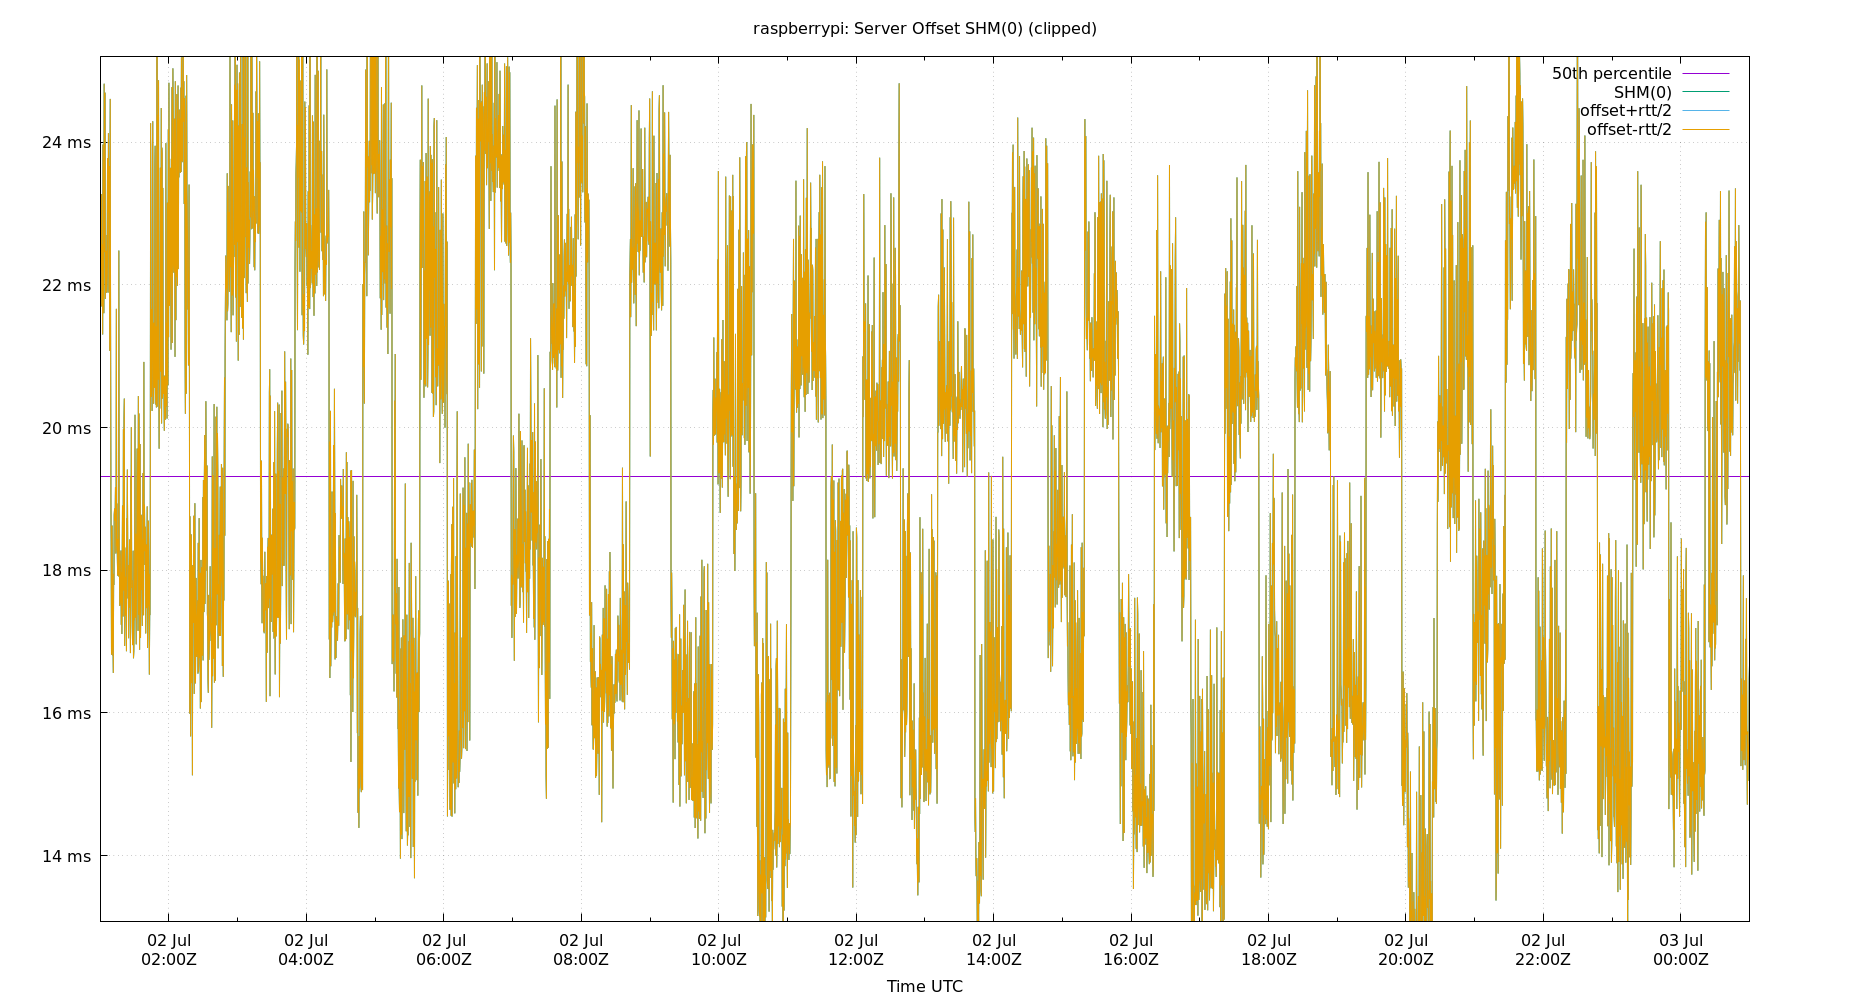 raspberrypi: Server Offset SHM(0) (clipped)
50th percentile
SHM(0)
offset+rtt/2
offset-rtt/2
24 ms
22 ms
20 ms
18 ms
16 ms
14 ms
02 Jul 02 Jul 02 Jul 02 Jul 02 Jul 02 Jul 02 Jul 02 Jul 02 Jul 02 Jul 02 Jul 03 Jul
02:00Z 04:00Z 06:00Z 08:00Z 10:00Z 12:00Z 14:00Z 16:00Z 18:00Z 20:00Z 22:00Z 00:00Z
Time UTC